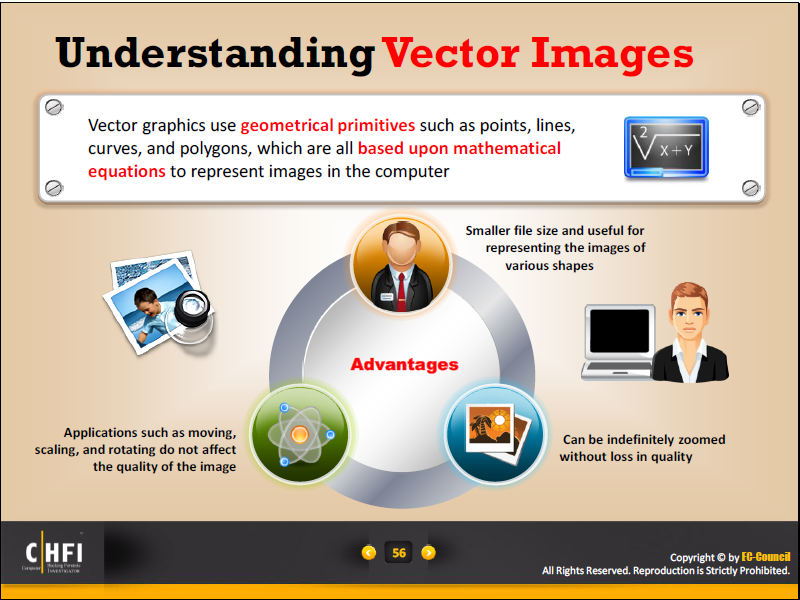 Understanding Vector Images
Vector graphics use geometrical primitives such as points, lines,
curves, and polygons, which are all based upon mathematical
equations to represent images in the computer
2
X+Y
Smaller file size and useful for
representing the images of
various shapes
Advantages
Applications such as moving,
scaling, and rotating do not affect
the quality of the image
Can be indefinitely zoomed
without loss in quality
CHFI
Computer Hacking Forensic
INVESTIGATOR
56
Copyright © by EC-Council
All Rights Reserved. Reproduction is Strictly Prohibited.